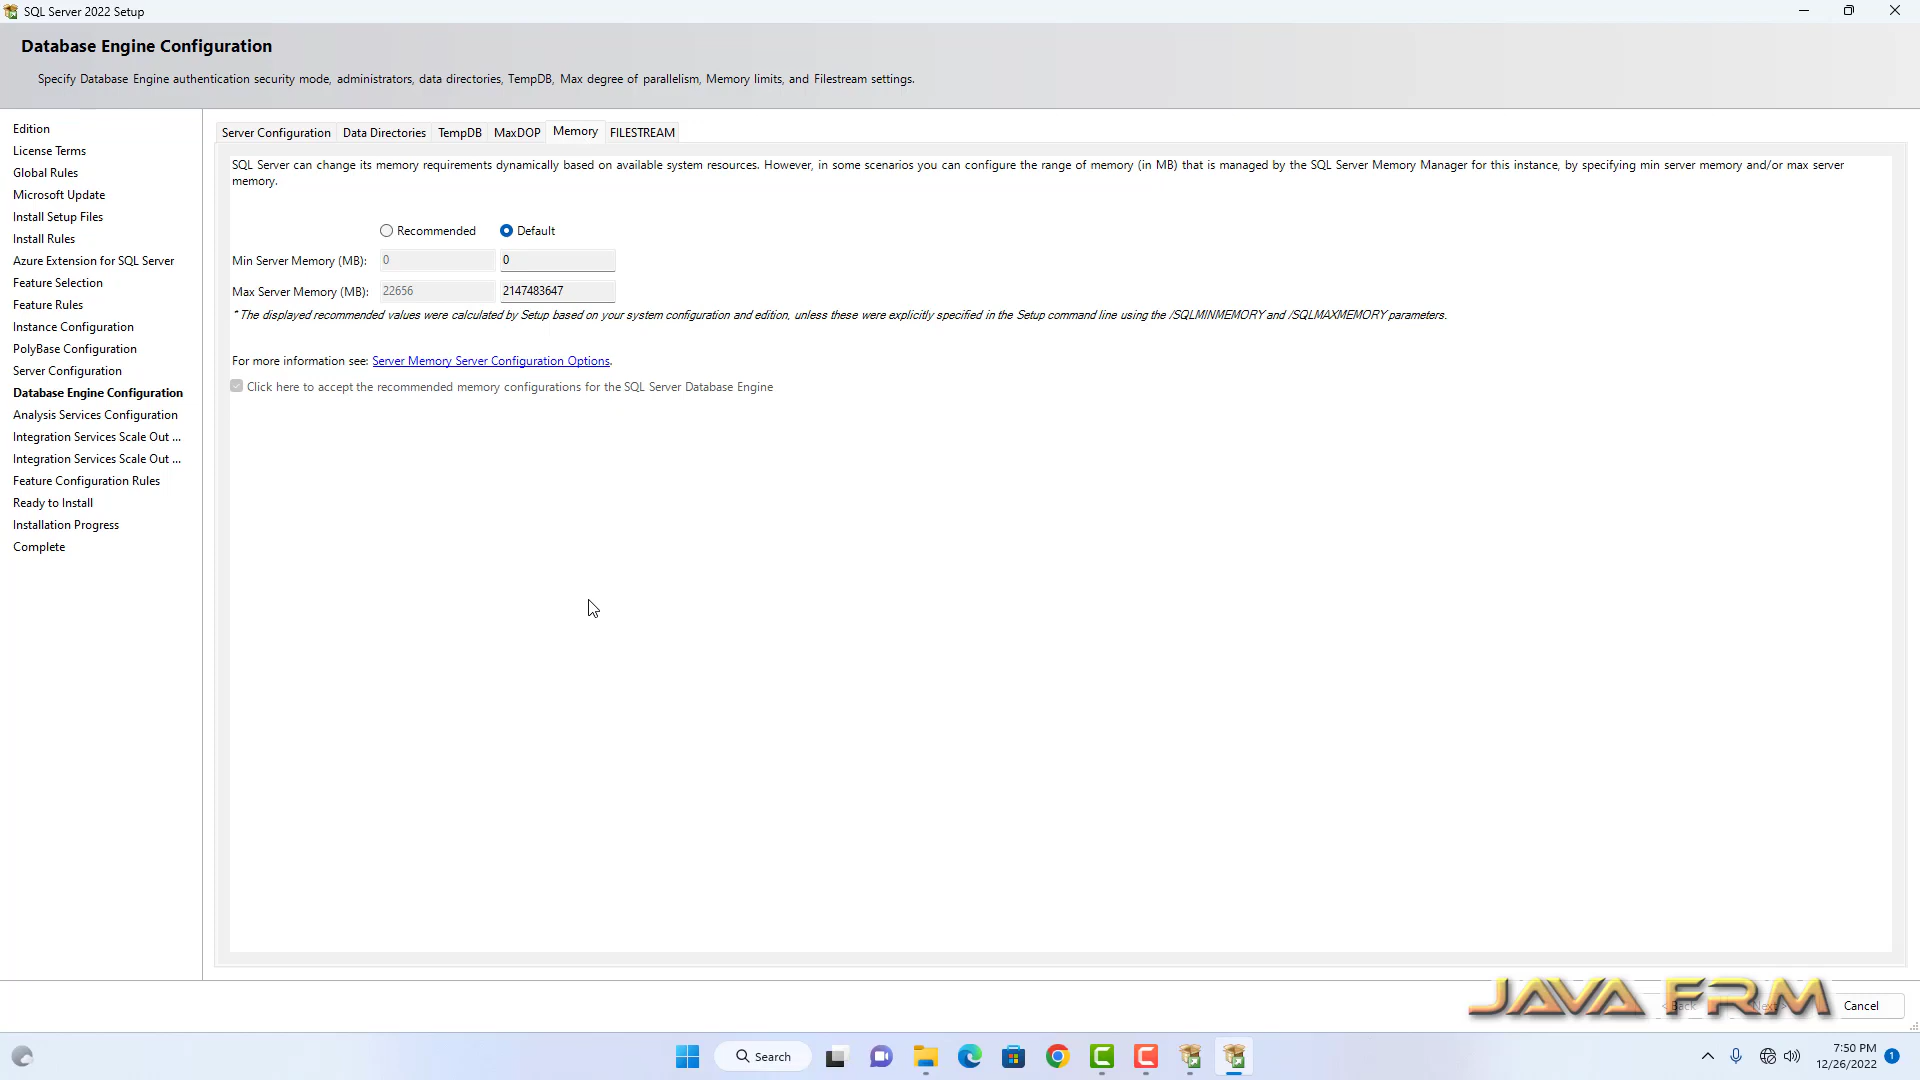 SQL Server 2022 Setup
Database Engine Configuration
Specify Database Engine authentication security mode, administrators, data directories, TempDB, Max degree of parallelism, Memory limits, and Filestream settings.
Edition
License Terms
Global Rules
Microsoft Update
Install Setup Files
Install Rules
Azure Extension for SQL Server
Feature Selection
Feature Rules
Instance Configuration
PolyBase Configuration
Server Configuration
Database Engine Configuration
Analysis Services Configuration
Integration Services Scale Out ...
Integration Services Scale Out ...
Feature Configuration Rules
Ready to Install
Installation Progress
Complete
Server Configuration Data Directories TempDB MaxDOP Memory FILESTREAM
SQL Server can change its memory requirements dynamically based on available system resources. However, in some scenarios you can configure the range of memory (in MB) that is managed by the SQL Server Memory Manager for this instance, by specifying min server memory and/or max server
memory.
Recommended Default
Min Server Memory (MB): 0 0
Max Server Memory (MB): 22656 2147483647
* The displayed recommended values were calculated by Setup based on your system configuration and edition, unless these were explicitly specified in the Setup command line using the /SQLMINMEMORY and /SQLMAXMEMORY parameters.
For more information see: Server Memory Server Configuration Options.
Click here to accept the recommended memory configurations for the SQL Server Database Engine
JAVA FRM
< Back Next > Cancel
Search
7:50 PM
12/26/2022 1